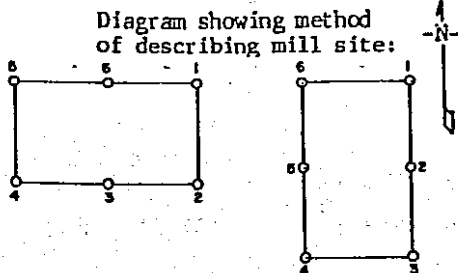 Diagram showing method
of describing mill site:
-N-
5 6 1
4 3 2
6 1
5 2
4 3